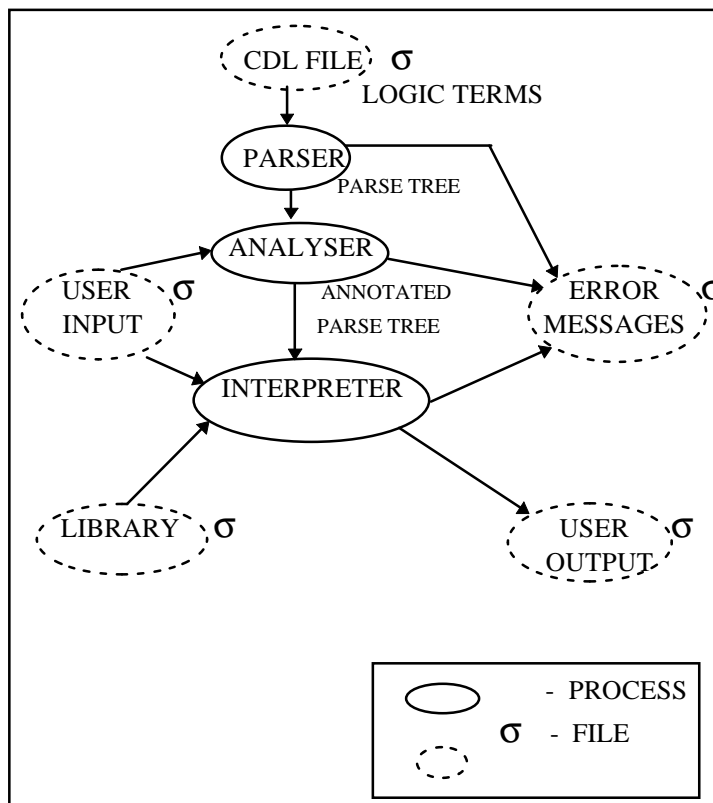 CDL FILE σ
LOGIC TERMS
PARSER
PARSE TREE
ANALYSER
USER
INPUT
σ
ANNOTATED
PARSE TREE
ERROR
MESSAGES
σ
INTERPRETER
LIBRARY σ
USER
OUTPUT
σ
- PROCESS
σ - FILE